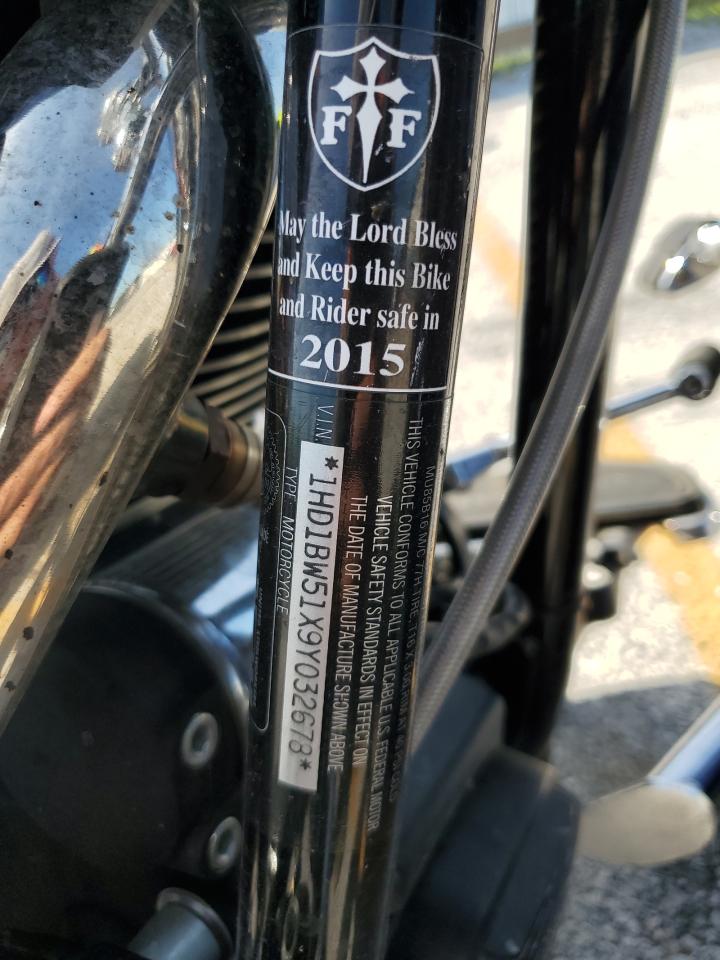 F F
May the Lord Bless
and Keep this Bike
and Rider safe in
2015
THIS VEHICLE CONFORMS TO ALL APPLICABLE U.S. FEDERAL MOTOR
VEHICLE SAFETY STANDARDS IN EFFECT ON
THE DATE OF MANUFACTURE SHOWN ABOVE
V.I.N.
*1HD1BW51X9Y032678*
TYPE MOTORCYCLE